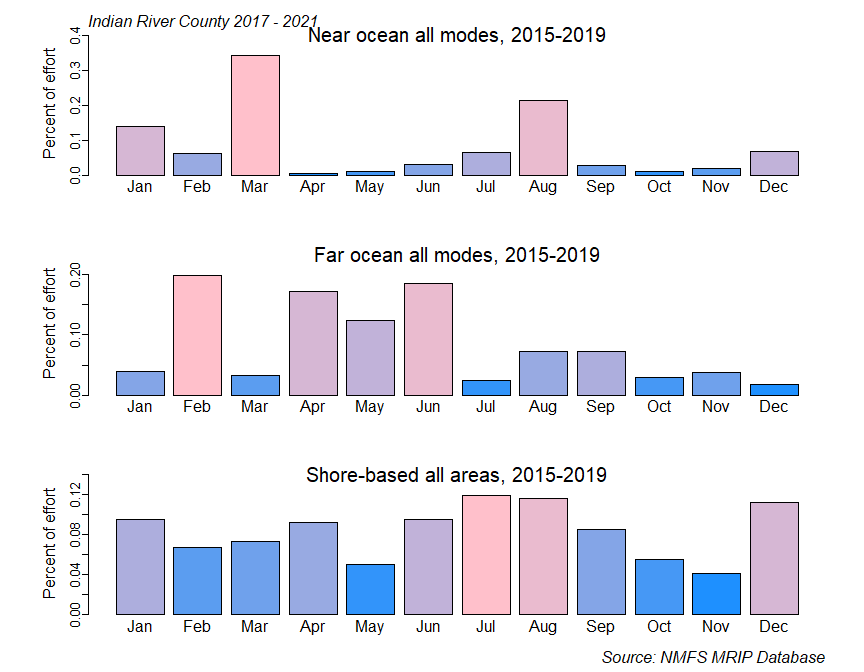 Indian River County 2017 - 2021
Near ocean all modes, 2015-2019
Percent of effort
0.4
0.3
0.2
0.1
0.0
Jan Feb Mar Apr May Jun Jul Aug Sep Oct Nov Dec
Far ocean all modes, 2015-2019
Percent of effort
0.20
0.10
0.00
Jan Feb Mar Apr May Jun Jul Aug Sep Oct Nov Dec
Shore-based all areas, 2015-2019
Percent of effort
0.12
0.08
0.04
0.00
Jan Feb Mar Apr May Jun Jul Aug Sep Oct Nov Dec
Source: NMFS MRIP Database